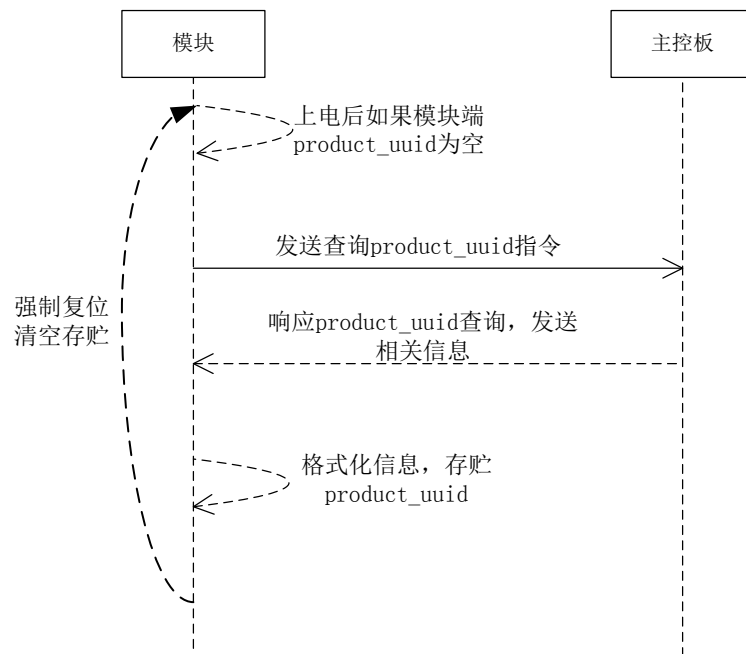 模块
主控板
上电后如果模块端
product_uuid为空
发送查询product_uuid指令
强制复位
清空存贮
响应product_uuid查询，发送
相关信息
格式化信息，存贮
product_uuid